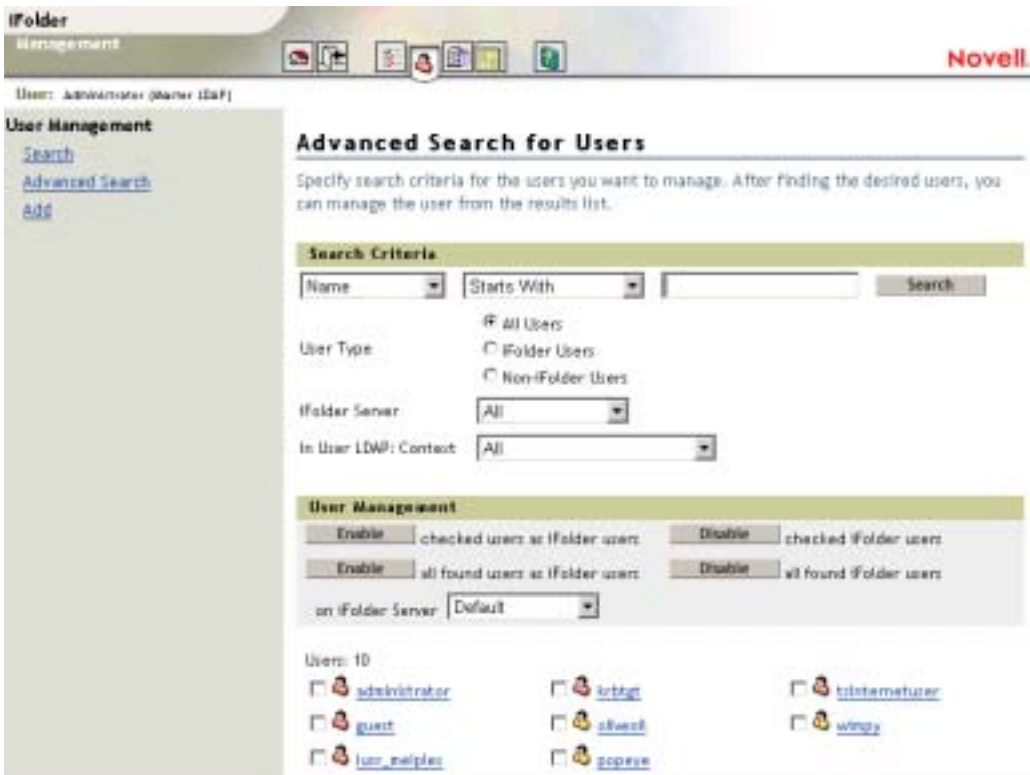 iFolder
Management
Novell.
User: Administrator (Master LDAP)
User Management
Search
Advanced Search
Add
Advanced Search for Users
Specify search criteria for the users you want to manage. After finding the desired users, you
can manage the user from the results list.
Search Criteria
Name Starts With Search
All Users
User Type iFolder Users
Non-iFolder Users
iFolder Server All
In User LDAP: Context All
User Management
Enable checked users as iFolder users Disable checked iFolder users
Enable all found users as iFolder users Disable all found iFolder users
on iFolder Server Default
Users: 10
administrator krbtgt tsinternetuser
guest oliveoil wimpy
popeye